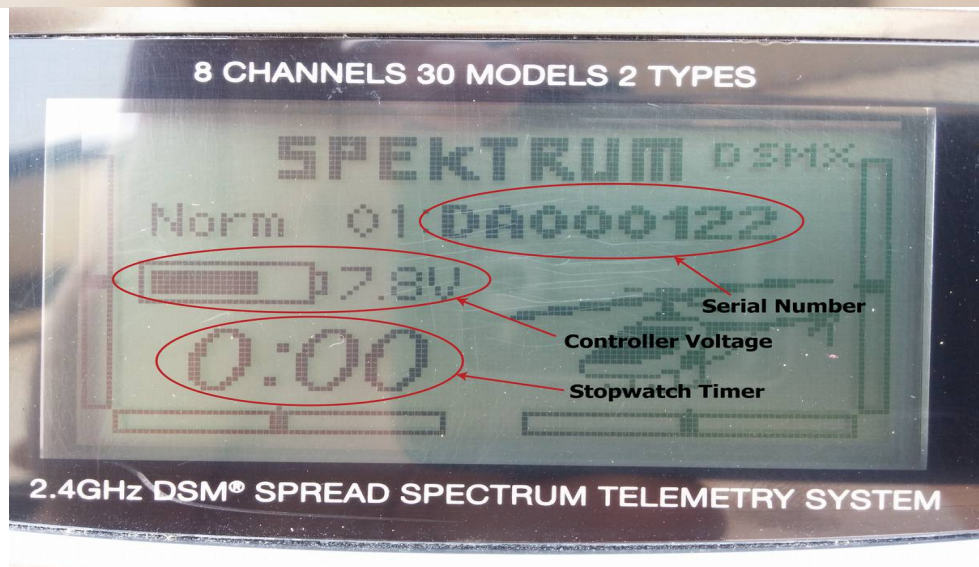 8 CHANNELS 30 MODELS 2 TYPES
SPEKTRUM DSMX
Norm 01:DA000122
7.8V
Serial Number
Controller Voltage
0:00
Stopwatch Timer
2.4GHz DSM® SPREAD SPECTRUM TELEMETRY SYSTEM